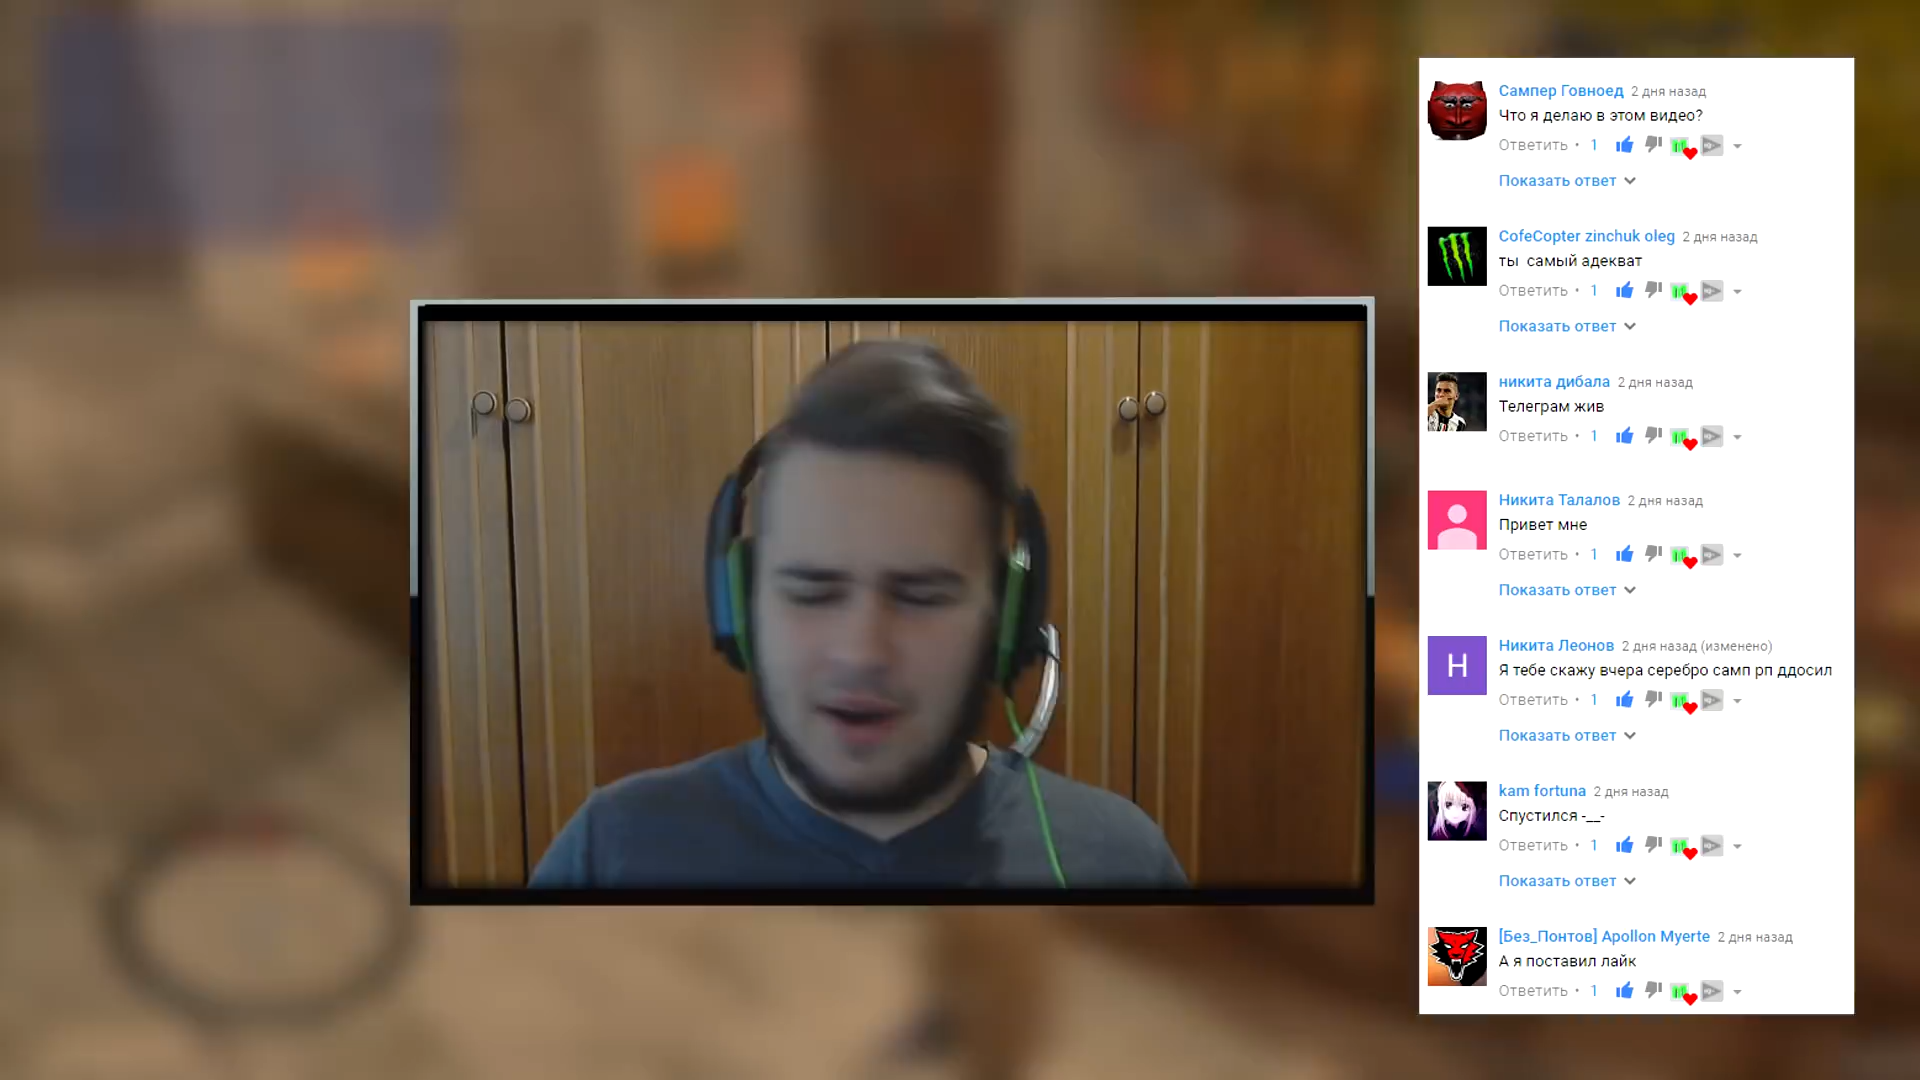 Сампер Говноед 2 дня назад
Что я делаю в этом видео?
Ответить • 1
Показать ответ
CofeCopter zinchuk oleg 2 дня назад
ты самый адекват
Ответить • 1
Показать ответ
никита дибала 2 дня назад
Телеграм жив
Ответить • 1
Никита Талалов 2 дня назад
Привет мне
Ответить • 1
Показать ответ
Н
Никита Леонов 2 дня назад (изменено)
Я тебе скажу вчера серебро самп рп ддосил
Ответить • 1
Показать ответ
kam fortuna 2 дня назад
Спустился -__-
Ответить • 1
Показать ответ
[Без_Понтов] Apollon Myerte 2 дня назад
А я поставил лайк
Ответить • 1